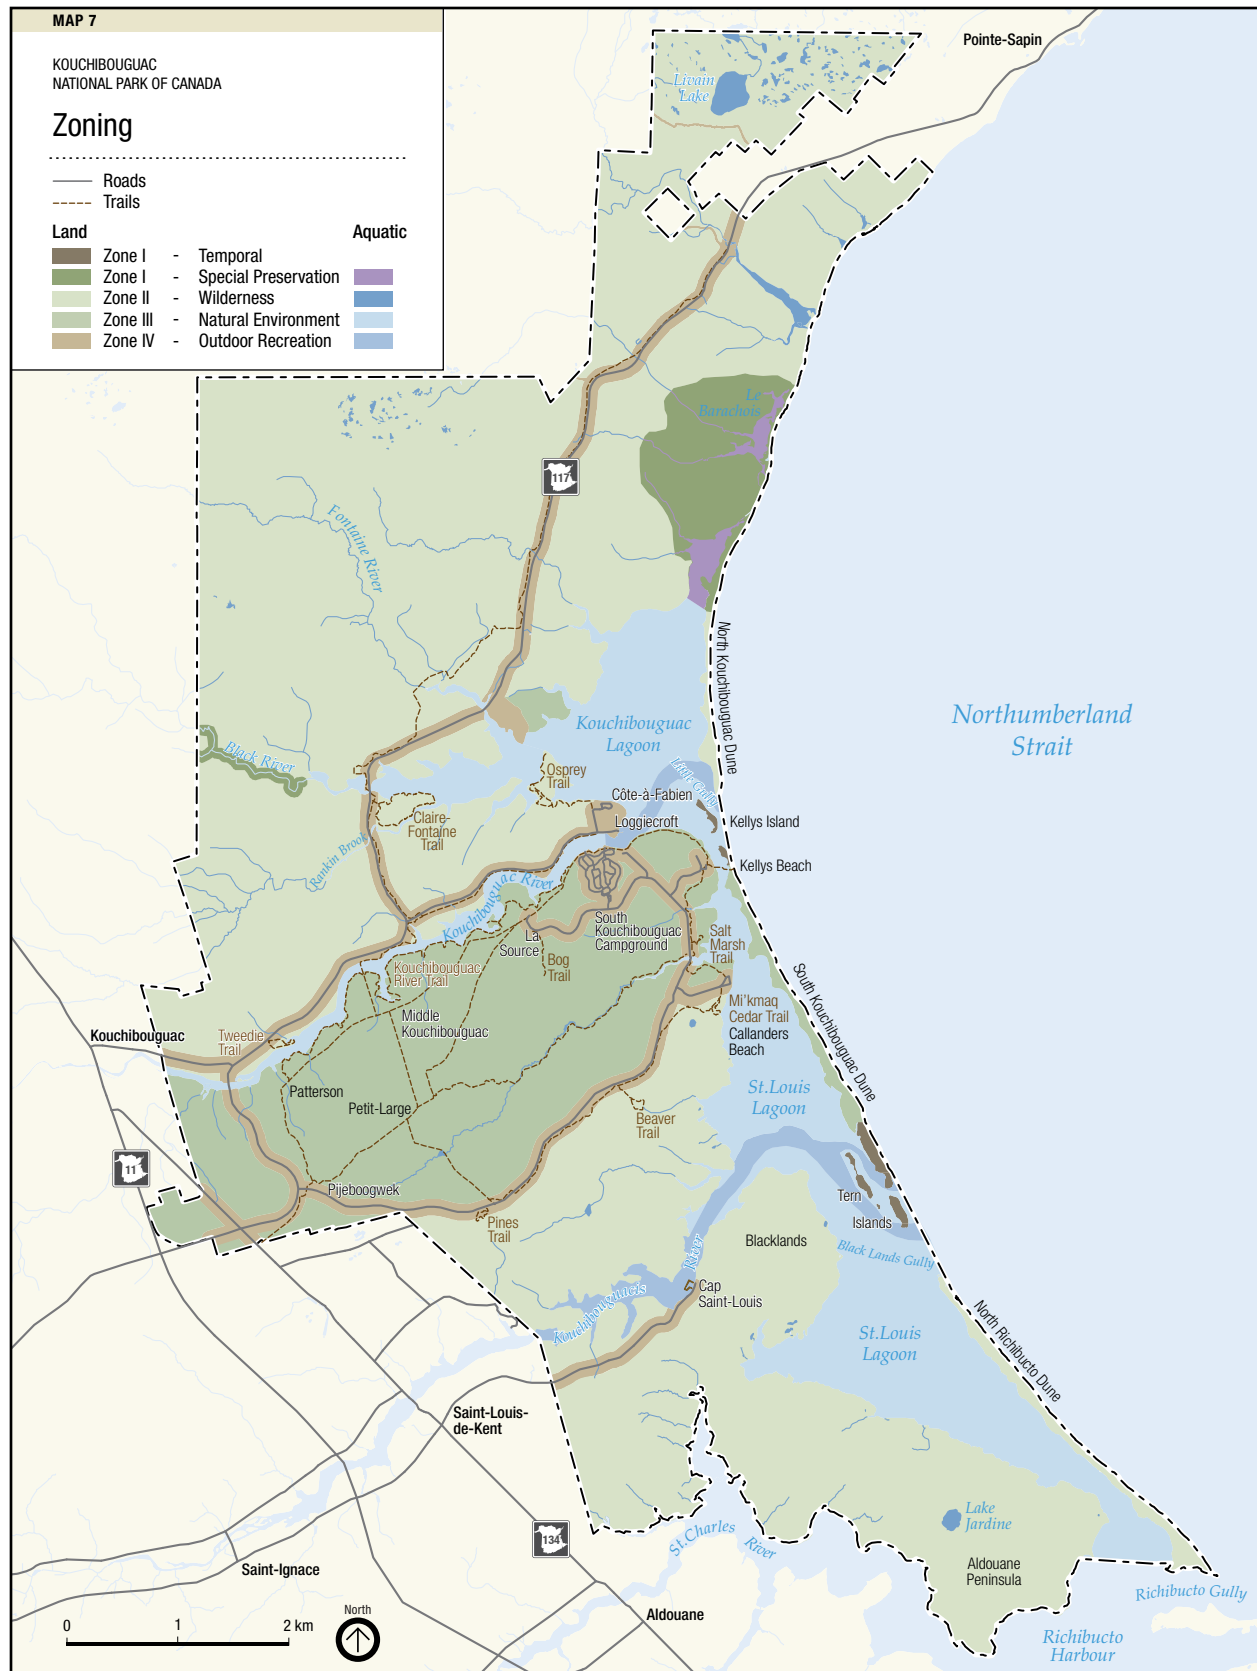 MAP 7
KOUCHIBOUGUAC
NATIONAL PARK OF CANADA
Zoning
Roads
Trails
Land Aquatic
Zone I - Temporal
Zone I - Special Preservation
Zone II - Wilderness
Zone III - Natural Environment
Zone IV - Outdoor Recreation
Pointe-Sapin
Livain
Lake
Le
Barachois
117
Fontaine River
North Kouchibouguac Dune
Kouchibouguac
Lagoon
Northumberland
Strait
Black River
Osprey
Trail
Little Gully
Côte-à-Fabien
Loggiecroft
Kellys Island
Claire-
Fontaine
Trail
Rankin Brook
Kellys Beach
Kouchibouguac River
South
Kouchibouguac
Campground
La
Source
Bog
Trail
Salt
Marsh
Trail
Kouchibouguac
River Trail
South Kouchibouguac Dune
Mi'kmaq
Cedar Trail
Callanders
Beach
Middle
Kouchibouguac
Kouchibouguac
Tweedie
Trail
Patterson
Petit-Large
St.Louis
Lagoon
Beaver
Trail
11
Pijeboogwek
Pines
Trail
Tern
Islands
Blacklands
Black Lands Gully
Kouchibouguacis River
Cap
Saint-Louis
North Richibucto Dune
St.Louis
Lagoon
Saint-Louis-
de-Kent
Lake
Jardine
134
St.Charles River
Saint-Ignace
Aldouane
Peninsula
Richibucto Gully
Aldouane
Richibucto
Harbour
0 1 2 km
North